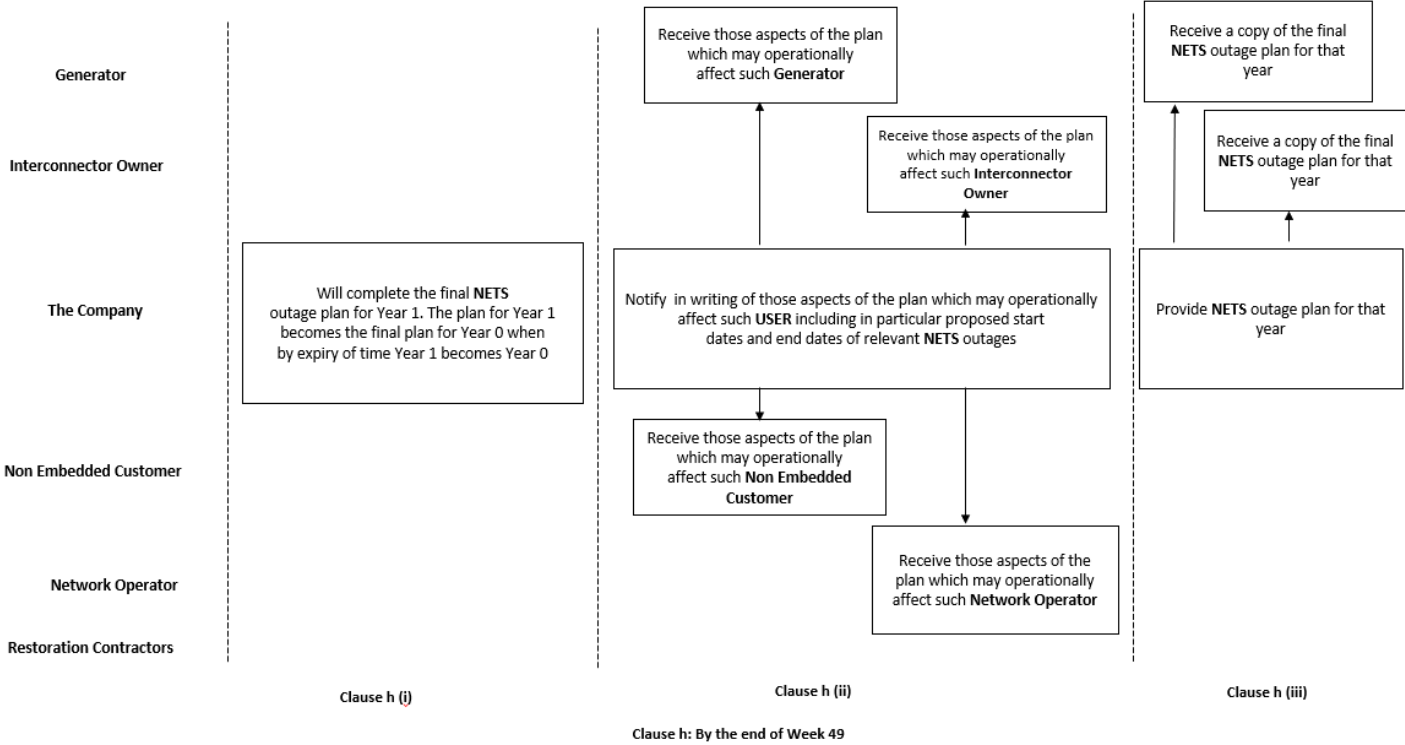 Generator
Interconnector Owner
The Company
Non Embedded Customer
Network Operator
Restoration Contractors
Will complete the final NETS
outage plan for Year 1. The plan for Year 1
becomes the final plan for Year 0 when
by expiry of time Year 1 becomes Year 0
Clause h (i)
Receive those aspects of the plan
which may operationally
affect such Generator
Receive those aspects of the plan
which may operationally
affect such Interconnector
Owner
Notify in writing of those aspects of the plan which may operationally
affect such USER including in particular proposed start
dates and end dates of relevant NETS outages
Receive those aspects of the plan
which may operationally
affect such Non Embedded
Customer
Receive those aspects of the
plan which may operationally
affect such Network Operator
Clause h (ii)
Receive a copy of the final
NETS outage plan for that
year
Receive a copy of the final
NETS outage plan for that
year
Provide NETS outage plan for that
year
Clause h (iii)
Clause h: By the end of Week 49